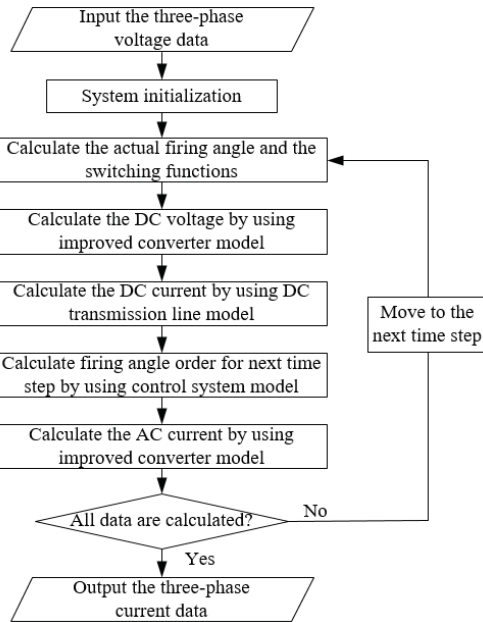 Input the three-phase
voltage data
System initialization
Calculate the actual firing angle and the
switching functions
Calculate the DC voltage by using
improved converter model
Calculate the DC current by using DC
transmission line model
Move to the
next time step
Calculate firing angle order for next time
step by using control system model
Calculate the AC current by using
improved converter model
All data are calculated?
No
Yes
Output the three-phase
current data